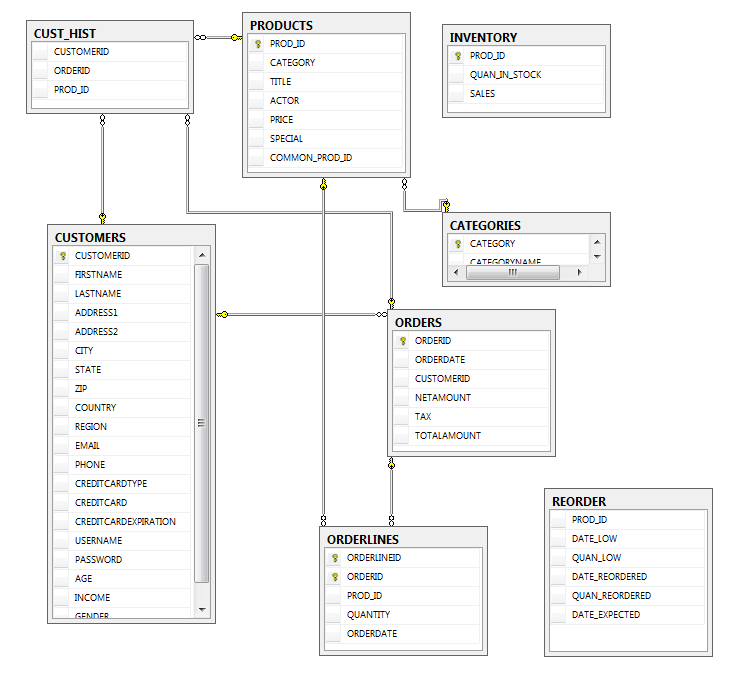 CUST_HIST
CUSTOMERID
ORDERID
PROD_ID
PRODUCTS
PROD_ID
CATEGORY
TITLE
ACTOR
PRICE
SPECIAL
COMMON_PROD_ID
INVENTORY
PROD_ID
QUAN_IN_STOCK
SALES
CATEGORIES
CATEGORY
CATEGORYNAME
CUSTOMERS
CUSTOMERID
FIRSTNAME
LASTNAME
ADDRESS1
ADDRESS2
CITY
STATE
ZIP
COUNTRY
REGION
EMAIL
PHONE
CREDITCARDTYPE
CREDITCARD
CREDITCARDEXPIRATION
USERNAME
PASSWORD
AGE
INCOME
GENDER
ORDERS
ORDERID
ORDERDATE
CUSTOMERID
NETAMOUNT
TAX
TOTALAMOUNT
ORDERLINES
ORDERLINEID
ORDERID
PROD_ID
QUANTITY
ORDERDATE
REORDER
PROD_ID
DATE_LOW
QUAN_LOW
DATE_REORDERED
QUAN_REORDERED
DATE_EXPECTED